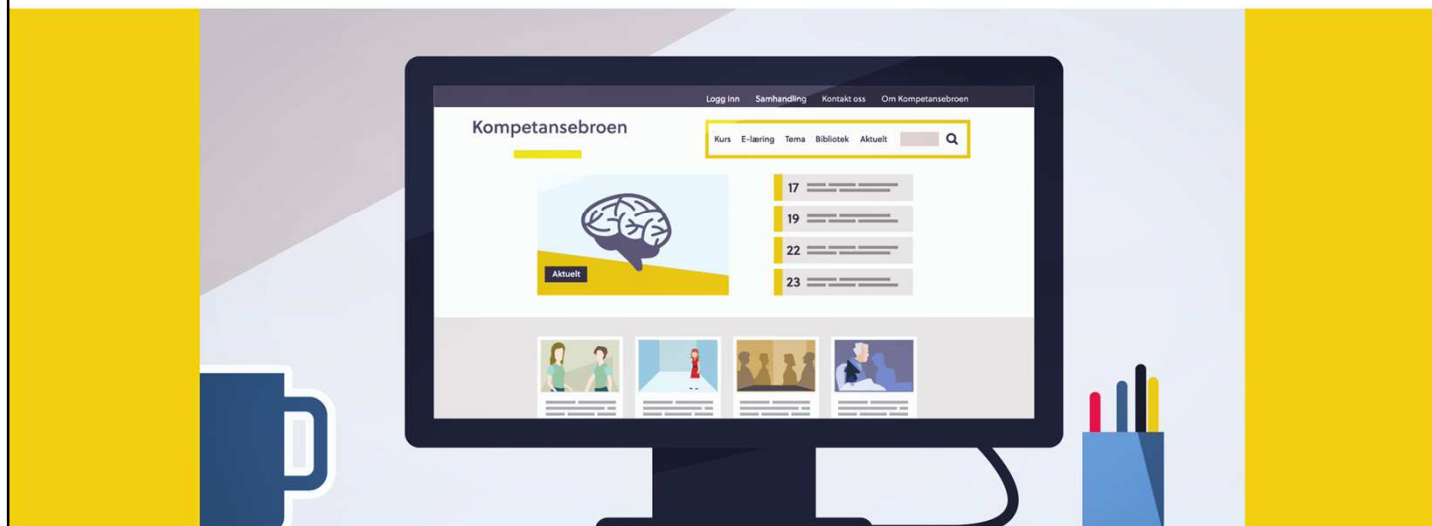 Logg inn Samhandling Kontakt oss Om Kompetansebroen
Kompetansebroen
Kurs E-læring Tema Bibliotek Aktuelt
17
19
22
23
Aktuelt